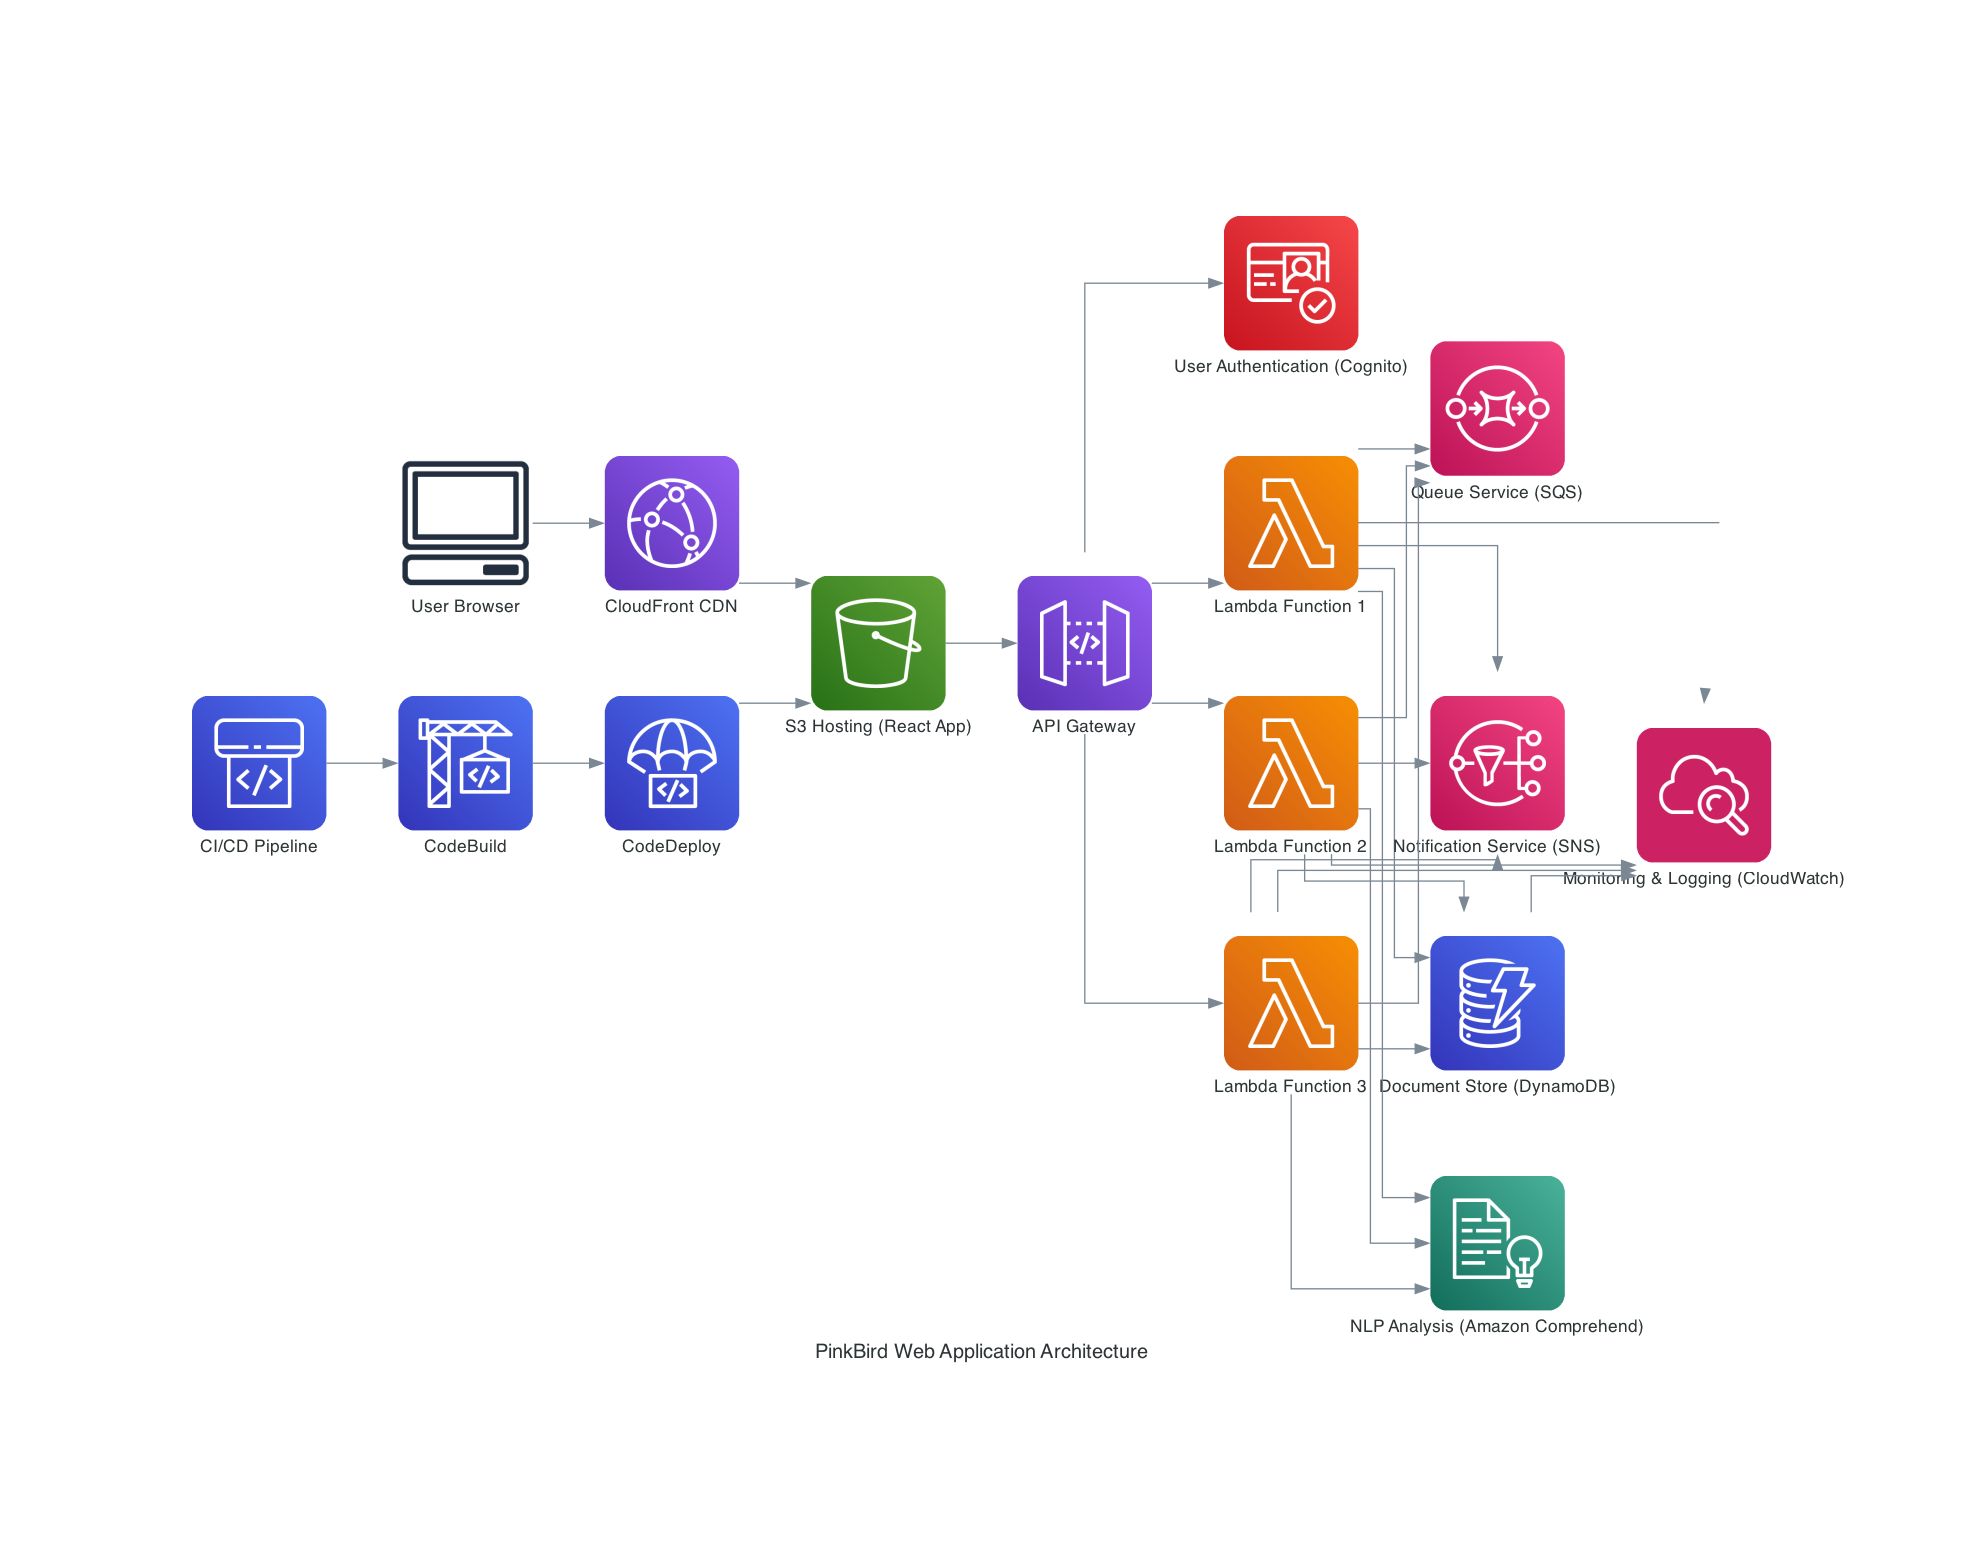 User Authentication (Cognito)
Queue Service (SQS)
User Browser
CloudFront CDN
Lambda Function 1
S3 Hosting (React App)
API Gateway
CI/CD Pipeline
CodeBuild
CodeDeploy
Lambda Function 2
Notification Service (SNS)
Monitoring & Logging (CloudWatch)
Lambda Function 3
Document Store (DynamoDB)
NLP Analysis (Amazon Comprehend)
PinkBird Web Application Architecture